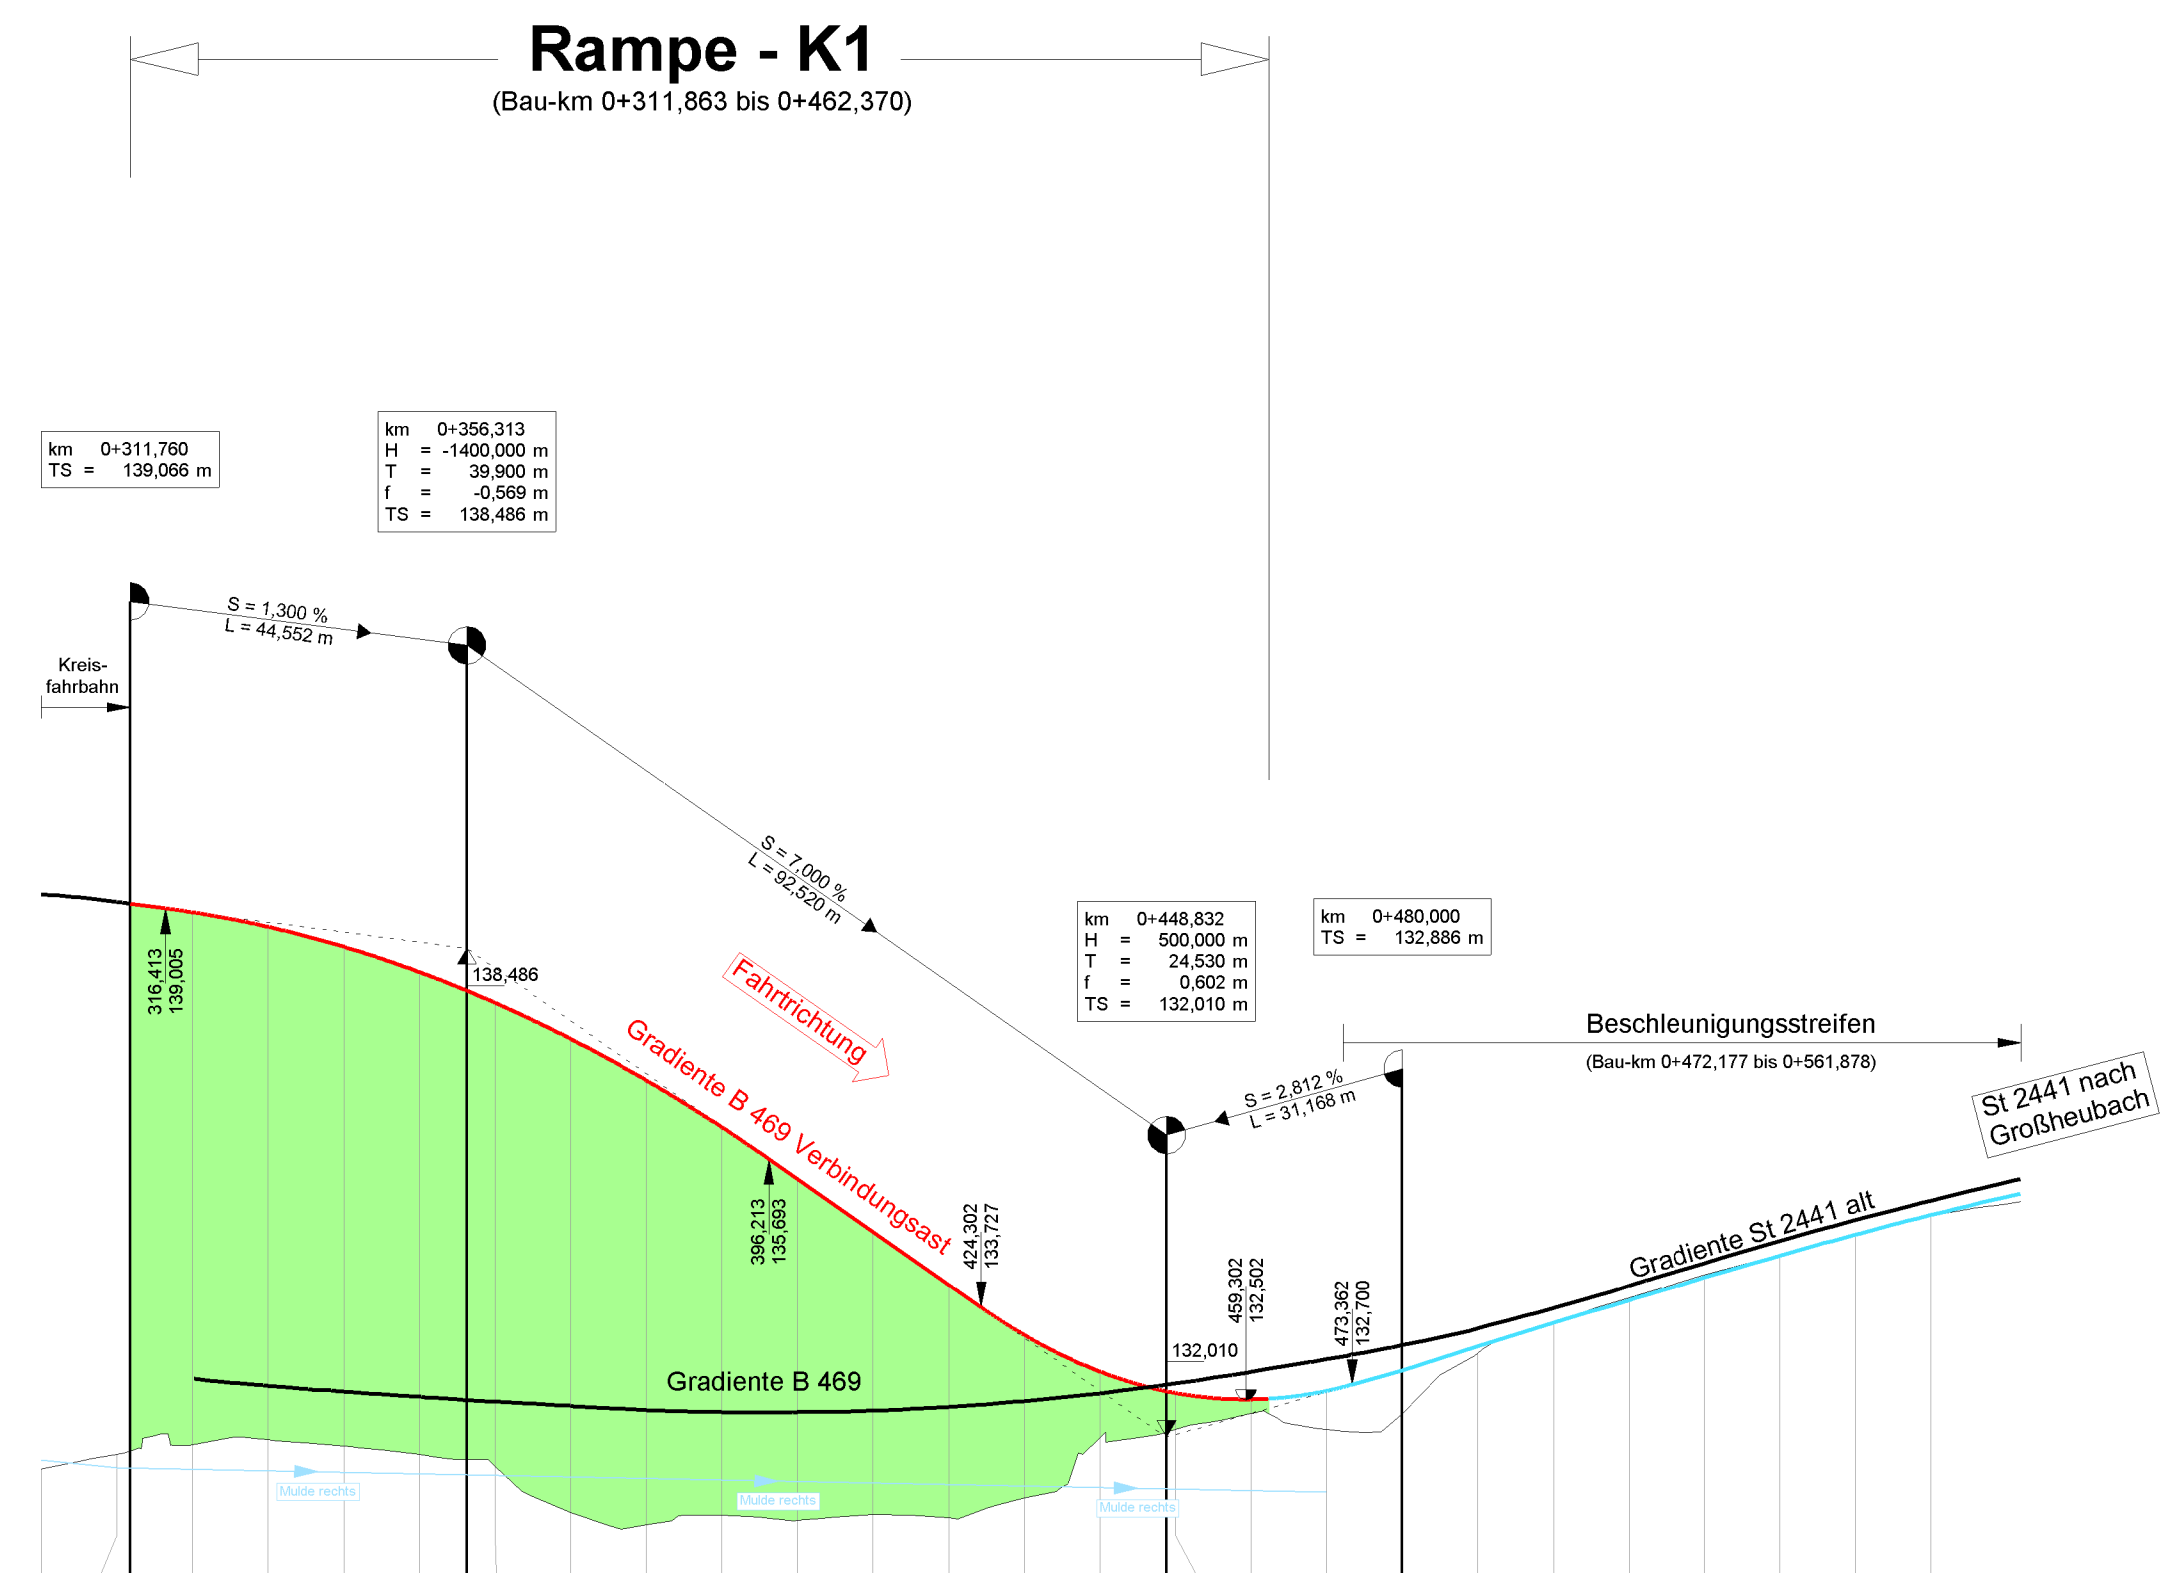 Rampe - K1
(Bau-km 0+311,863 bis 0+462,370)
km 0+311,760
TS = 139,066 m
km 0+356,313
H = -1400,000 m
T = 39,900 m
f = -0,569 m
TS = 138,486 m
S = 1,300 %
L = 44,552 m
Kreis-
fahrbahn
S = 7,000 %
L = 92,520 m
km 0+448,832
H = 500,000 m
T = 24,530 m
f = 0,602 m
TS = 132,010 m
km 0+480,000
TS = 132,886 m
316,413
139,005
138,486
Fahrtrichtung
Gradiente B 469 Verbindungsast
Beschleunigungsstreifen
(Bau-km 0+472,177 bis 0+561,878)
S = 2,812 %
L = 31,168 m
St 2441 nach
Großheubach
396,213
135,693
424,302
133,727
459,302
132,502
473,362
132,700
Gradiente St 2441 alt
132,010
Gradiente B 469
Mulde rechts
Mulde rechts
Mulde rechts